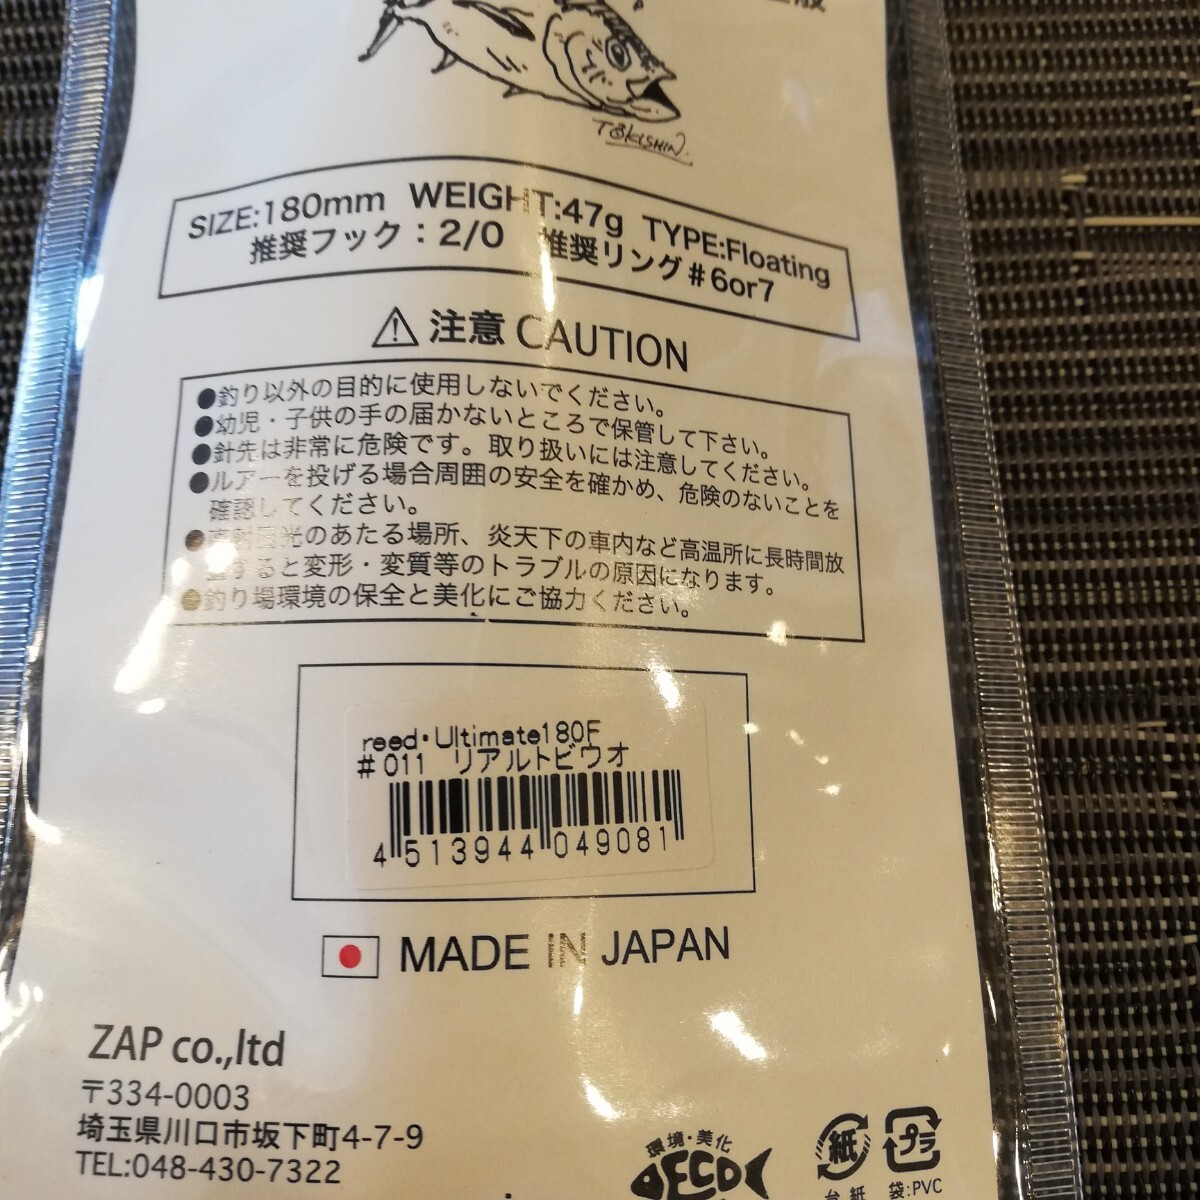 TOKISHIN.
SIZE:180mm WEIGHT:47g TYPE:Floating
推奨フック：2/0 推奨リング#6or7
注意 CAUTION
●釣り以外の目的に使用しないでください。
●幼児・子供の手の届かないところで保管して下さい。
●針先は非常に危険です。取り扱いには注意してください。
●ルアーを投げる場合周囲の安全を確かめ、危険のないことを
確認してください。
●直射日光のあたる場所、炎天下の車内など高温所に長時間放
置すると変形・変質等のトラブルの原因になります。
●釣り場環境の保全と美化にご協力ください。
reed・Ultimate180F
#011 リアルトビウオ
4513944049081
MADE IN JAPAN
ZAP co.,ltd
〒334-0003
埼玉県川口市坂下町4-7-9
TEL:048-430-7322
環境・美化
ECO
紙
台紙
プラ
袋:PVC